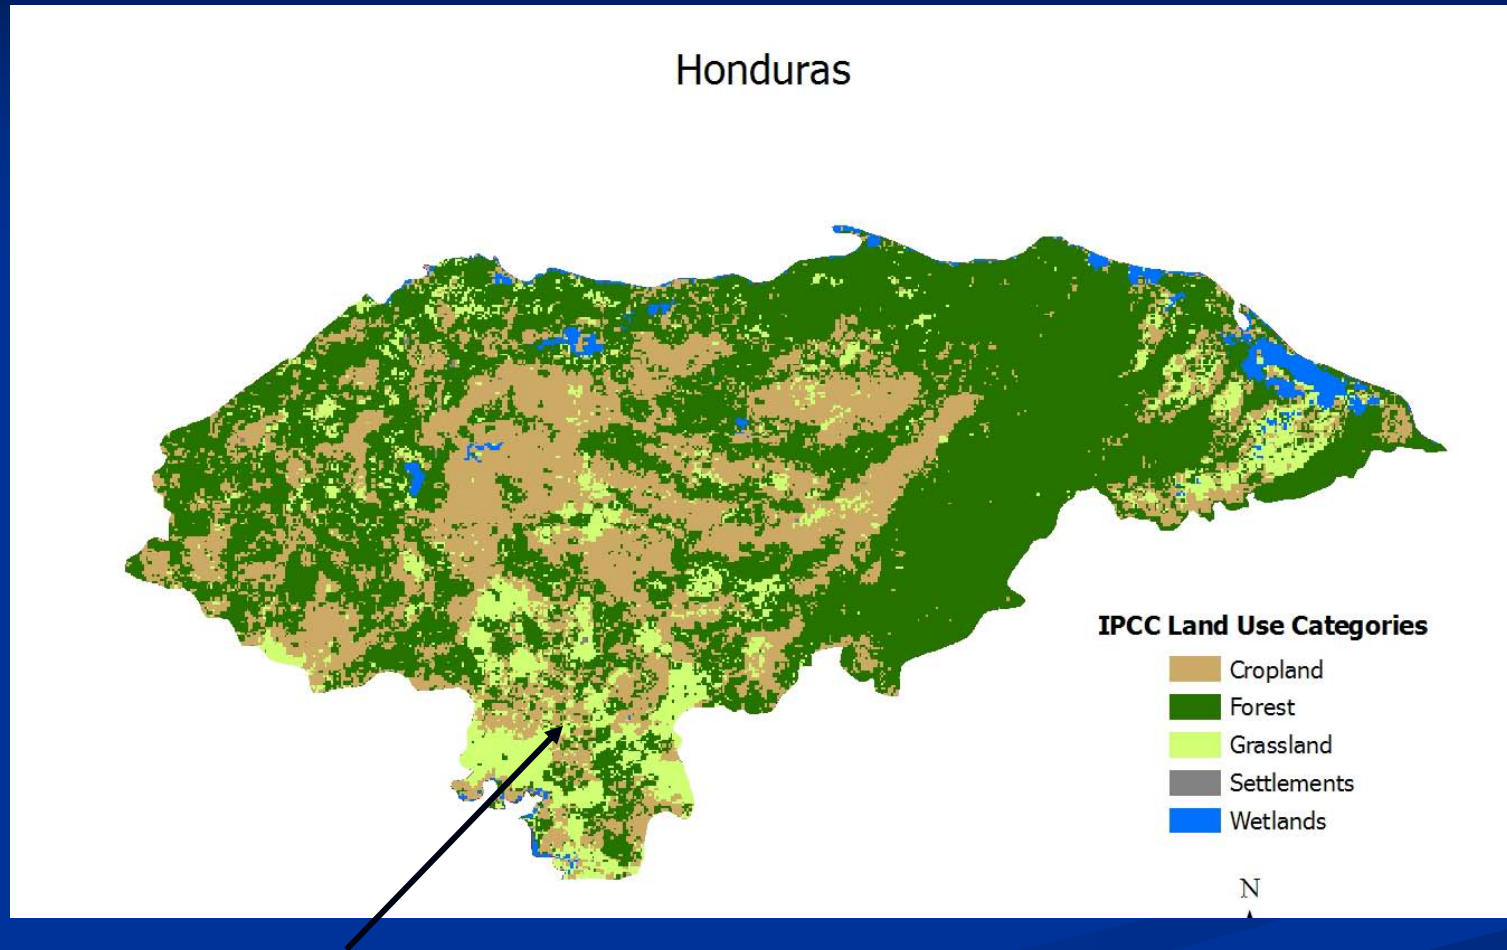 Honduras
IPCC Land Use Categories
Cropland
Forest
Grassland
Settlements
Wetlands
N